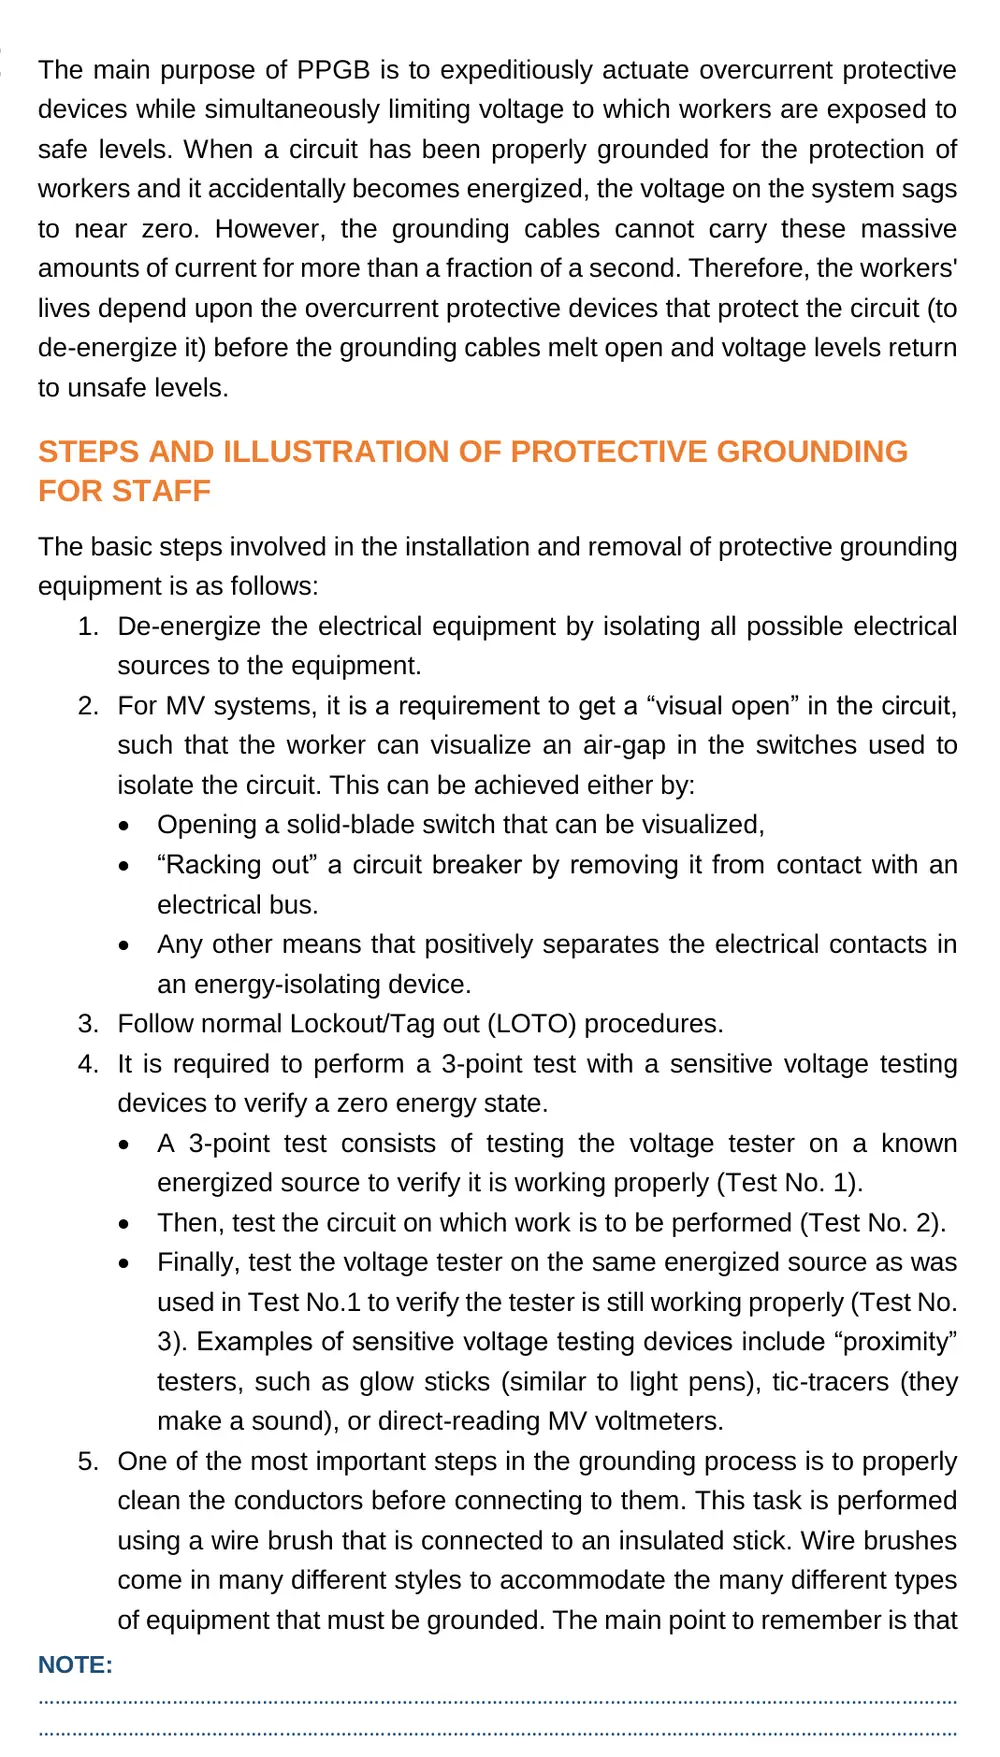 The main purpose of PPGB is to expeditiously actuate overcurrent protective
devices while simultaneously limiting voltage to which workers are exposed to
safe levels. When a circuit has been properly grounded for the protection of
workers and it accidentally becomes energized, the voltage on the system sags
to near zero. However, the grounding cables cannot carry these massive
amounts of current for more than a fraction of a second. Therefore, the workers'
lives depend upon the overcurrent protective devices that protect the circuit (to
de-energize it) before the grounding cables melt open and voltage levels return
to unsafe levels.
STEPS AND ILLUSTRATION OF PROTECTIVE GROUNDING
FOR STAFF
The basic steps involved in the installation and removal of protective grounding
equipment is as follows:
1. De-energize the electrical equipment by isolating all possible electrical
sources to the equipment.
2. For MV systems, it is a requirement to get a “visual open” in the circuit,
such that the worker can visualize an air-gap in the switches used to
isolate the circuit. This can be achieved either by:
• Opening a solid-blade switch that can be visualized,
• “Racking out” a circuit breaker by removing it from contact with an
electrical bus.
• Any other means that positively separates the electrical contacts in
an energy-isolating device.
3. Follow normal Lockout/Tag out (LOTO) procedures.
4. It is required to perform a 3-point test with a sensitive voltage testing
devices to verify a zero energy state.
• A 3-point test consists of testing the voltage tester on a known
energized source to verify it is working properly (Test No. 1).
• Then, test the circuit on which work is to be performed (Test No. 2).
• Finally, test the voltage tester on the same energized source as was
used in Test No.1 to verify the tester is still working properly (Test No.
3). Examples of sensitive voltage testing devices include “proximity”
testers, such as glow sticks (similar to light pens), tic-tracers (they
make a sound), or direct-reading MV voltmeters.
5. One of the most important steps in the grounding process is to properly
clean the conductors before connecting to them. This task is performed
using a wire brush that is connected to an insulated stick. Wire brushes
come in many different styles to accommodate the many different types
of equipment that must be grounded. The main point to remember is that
NOTE:
………………………………………………………………………………………………
………………………………………………………………………………………………